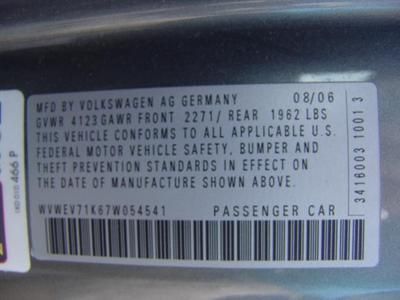 MFD BY VOLKSWAGEN AG GERMANY 08/06
GVWR 4123 GAWR FRONT 2271/ REAR 1962 LBS
THIS VEHICLE CONFORMS TO ALL APPLICABLE U.S.
FEDERAL MOTOR VEHICLE SAFETY, BUMPER AND
THEFT PREVENTION STANDARDS IN EFFECT ON
THE DATE OF MANUFACTURE SHOWN ABOVE.
WVWEV71K67W054541 PASSENGER CAR
3416003 1001 3
1K0 010 466 P